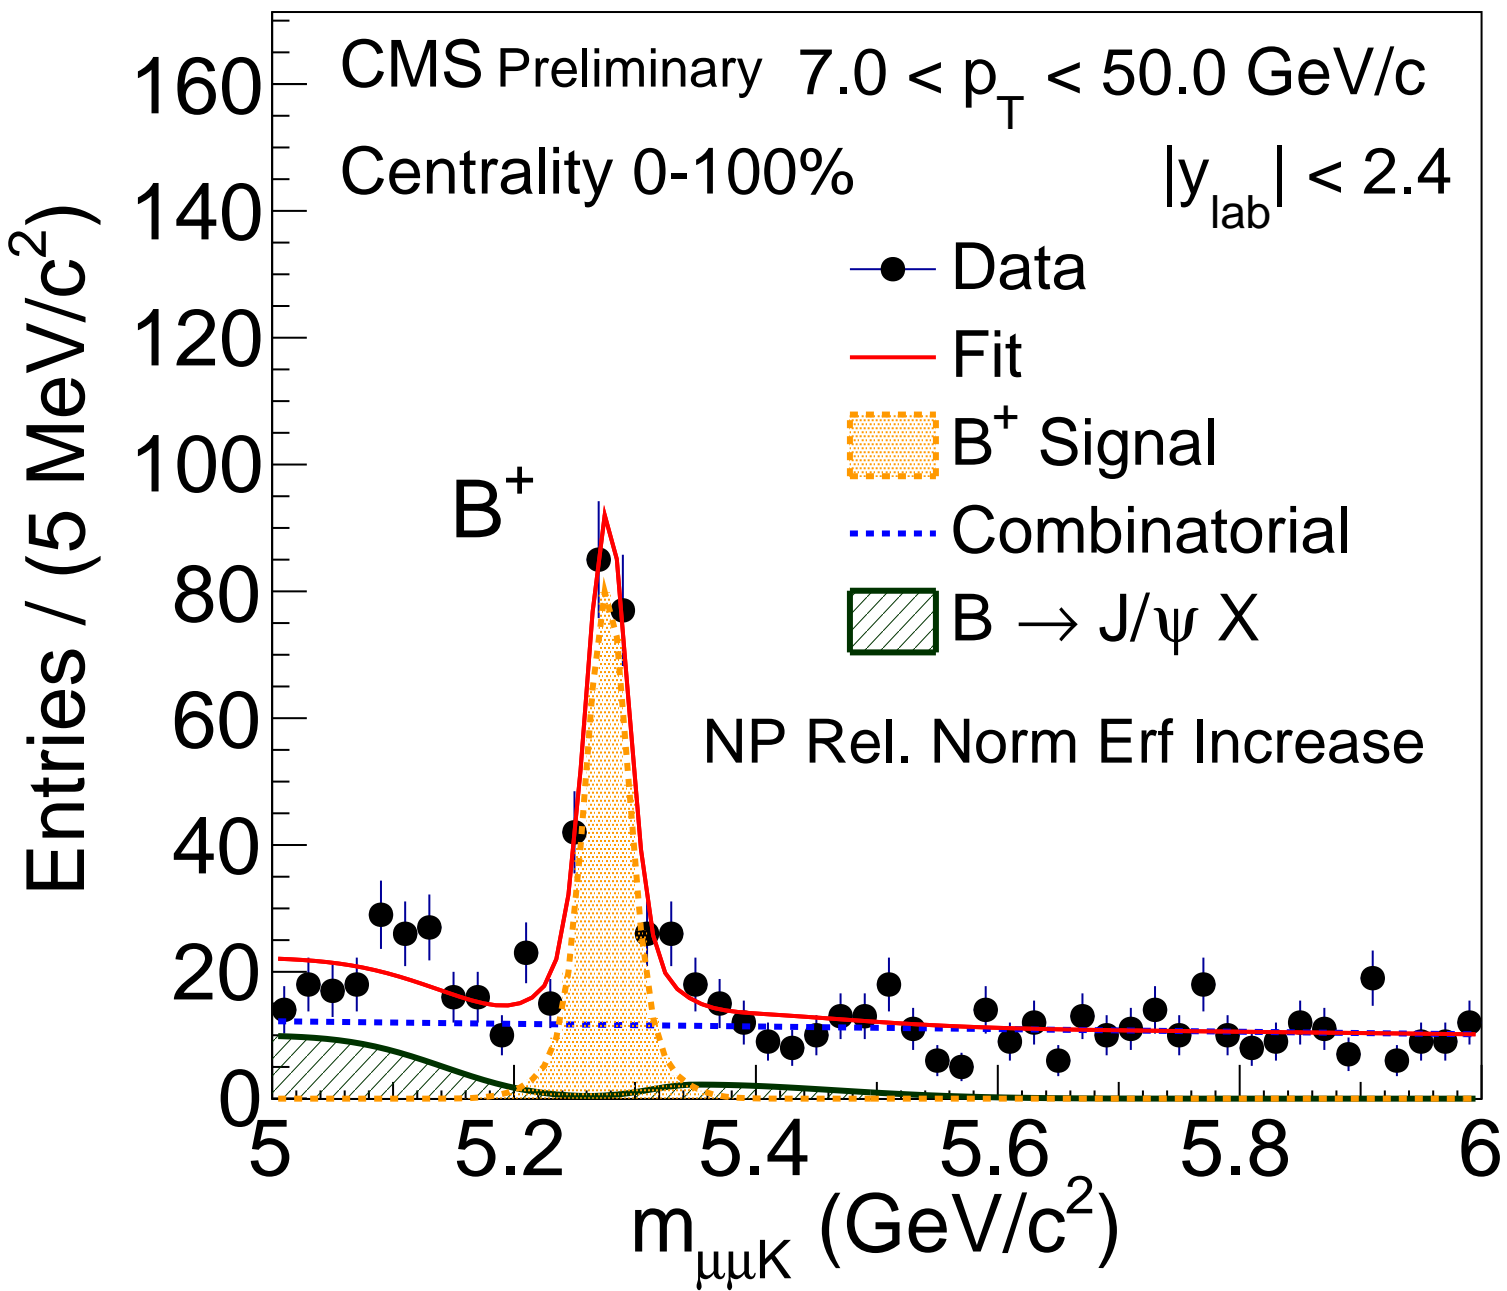 CMS Preliminary 7.0 < p_T < 50.0 GeV/c
Centrality 0-100% |y_lab| < 2.4
Data
Fit
B⁺ Signal
Combinatorial
B → J/ψ X
B⁺
NP Rel. Norm Erf Increase
Entries / (5 MeV/c²)
160
140
120
100
80
60
40
20
0
5 5.2 5.4 5.6 5.8 6
m_μμK (GeV/c²)